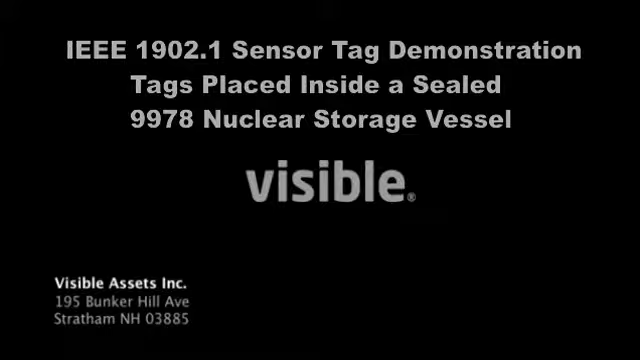 IEEE 1902.1 Sensor Tag Demonstration
Tags Placed Inside a Sealed
9978 Nuclear Storage Vessel
visible®
Visible Assets Inc.
195 Bunker Hill Ave
Stratham NH 03885